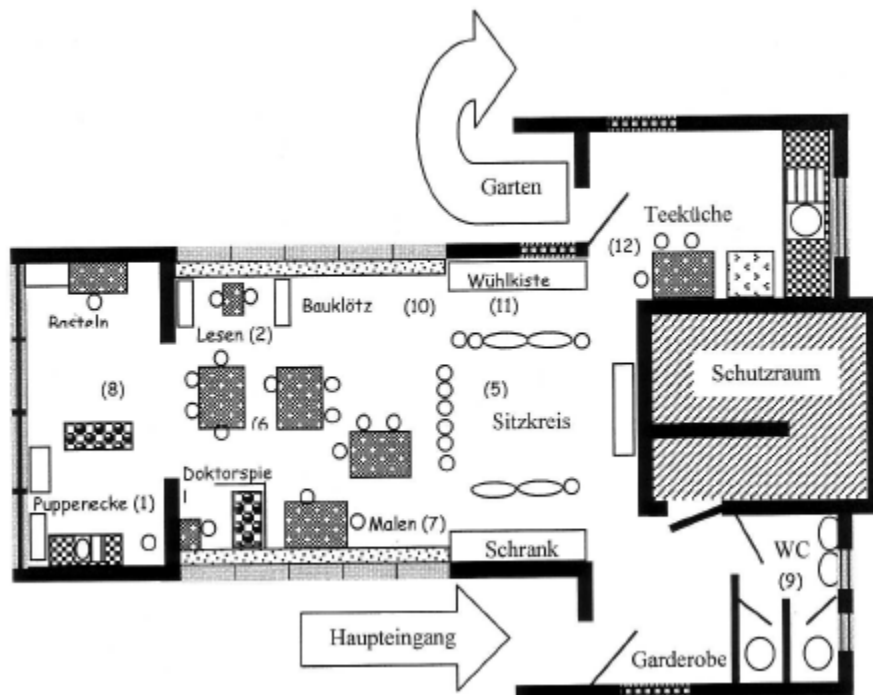 Garten
Teeküche
(12)
Wühlkiste
(11)
Basteln
Bauklötz
(10)
Lesen (2)
(8)
(5)
Schutzraum
(6
Sitzkreis
Doktorspie
l
Puppenecke (1)
Malen (7)
Schrank
WC
(9)
Haupteingang
Garderobe